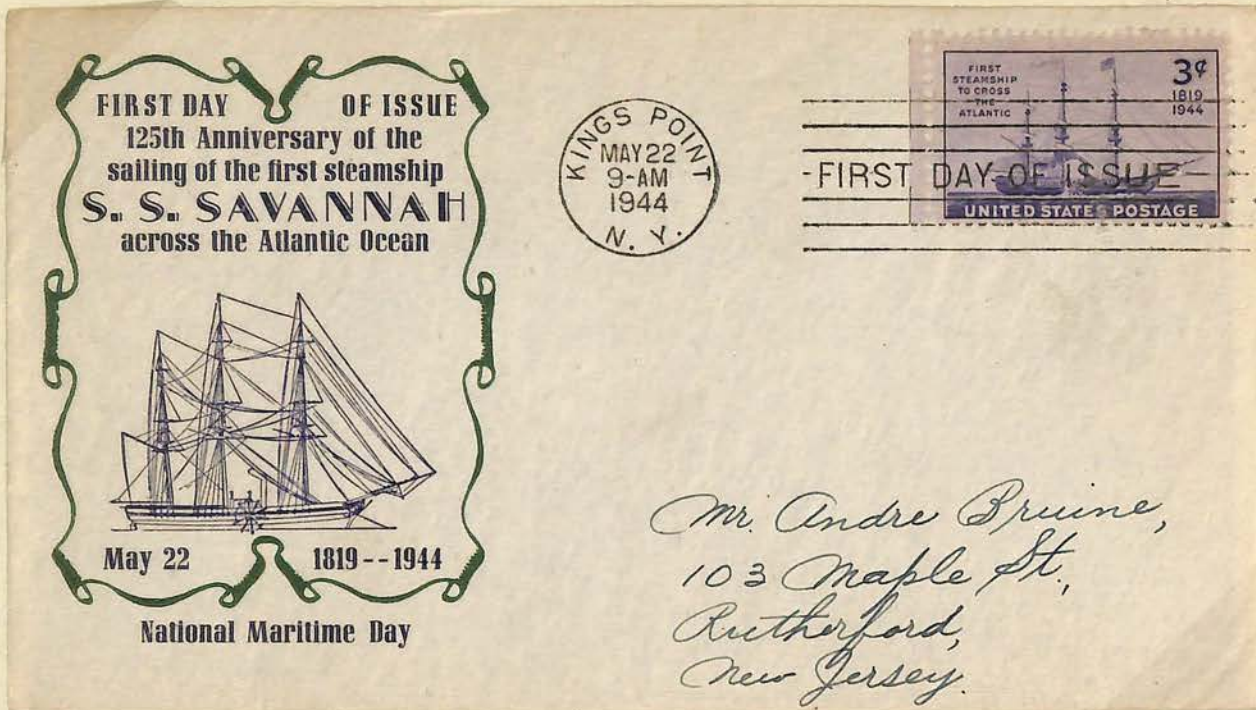 FIRST DAY OF ISSUE
125th Anniversary of the
sailing of the first steamship
S. S. SAVANNAH
across the Atlantic Ocean
May 22 1819--1944
National Maritime Day
KINGS POINT
MAY 22
9-AM
1944
N. Y.
FIRST
STEAMSHIP
TO CROSS
THE
ATLANTIC
3¢
1819
1944
FIRST DAY OF ISSUE
UNITED STATES POSTAGE
Mr. Andre Bruine,
103 Maple St.,
Rutherford,
New Jersey.